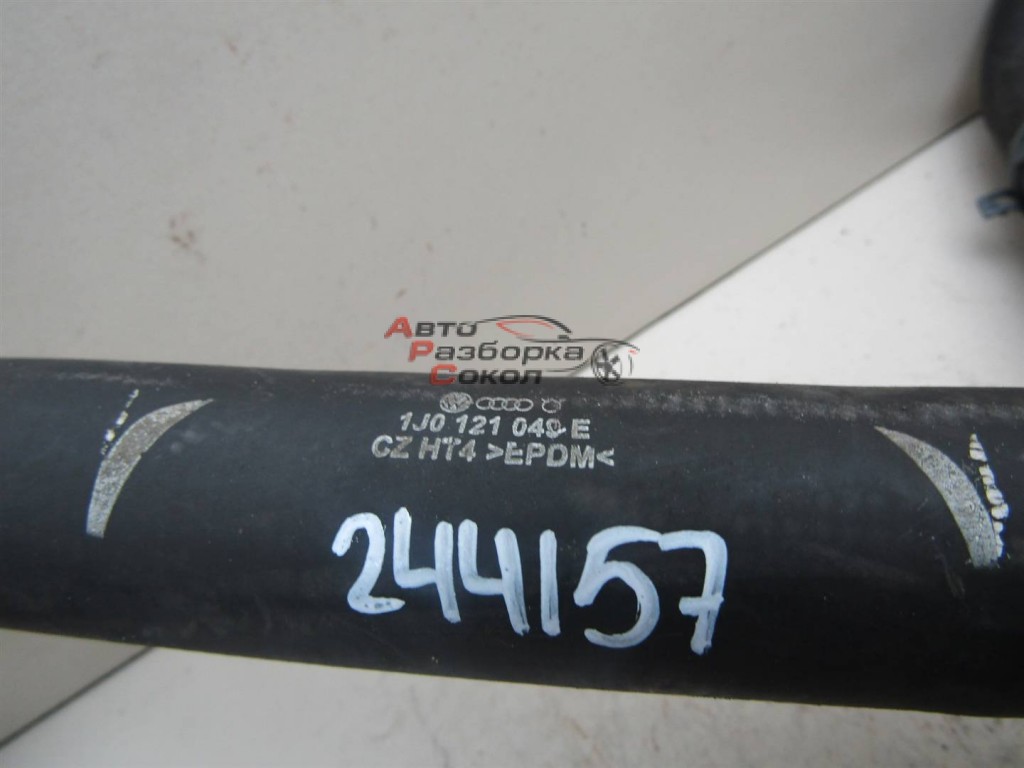 Авто
Разборка
Сокол
1J0 121 049 E
CZ HT4 >EPDM<
244157